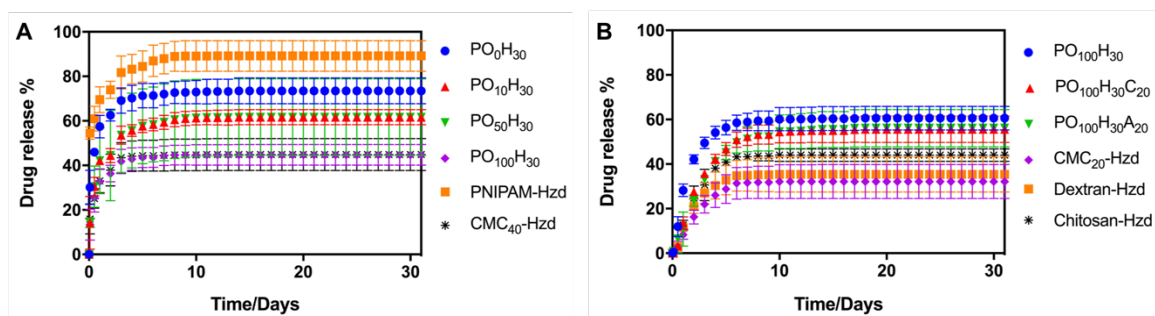 A
Drug release %
100
80
60
40
20
0
0 10 20 30
Time/Days
PO₀H₃₀
PO₁₀H₃₀
PO₅₀H₃₀
PO₁₀₀H₃₀
PNIPAM-Hzd
CMC₄₀-Hzd
B
Drug release %
100
80
60
40
20
0
0 10 20 30
Time/Days
PO₁₀₀H₃₀
PO₁₀₀H₃₀C₂₀
PO₁₀₀H₃₀A₂₀
CMC₂₀-Hzd
Dextran-Hzd
Chitosan-Hzd